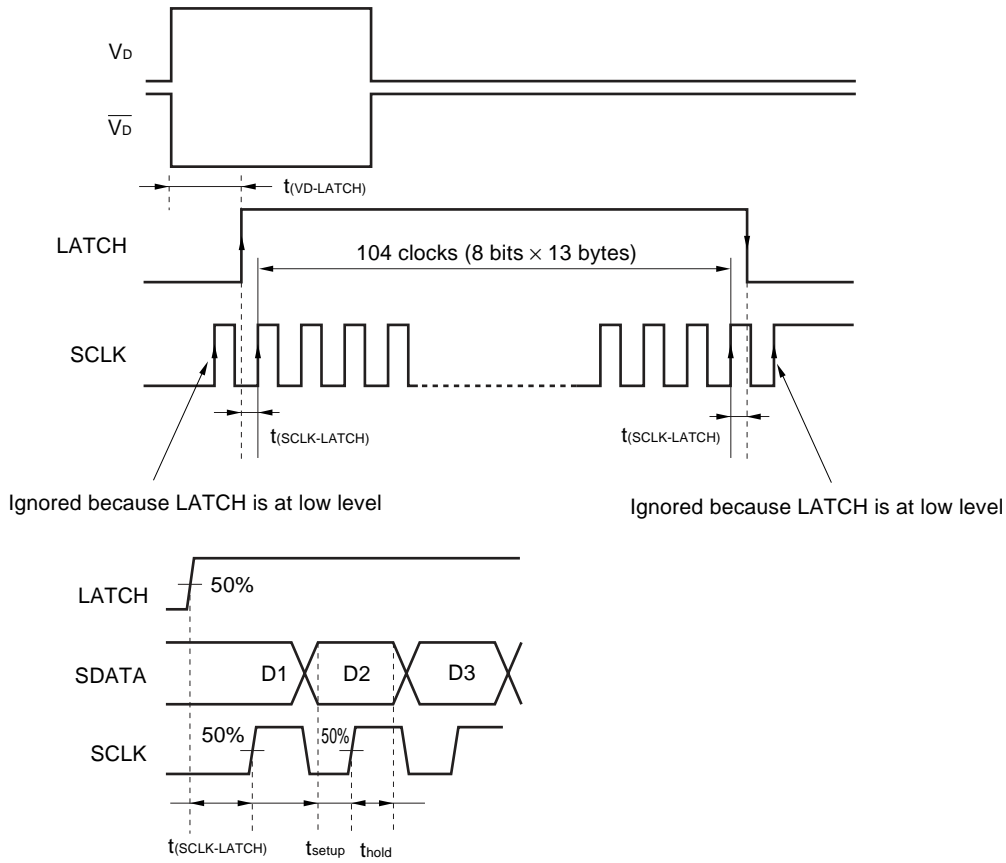 VD
VD
t(VD-LATCH)
LATCH
104 clocks (8 bits × 13 bytes)
SCLK
t(SCLK-LATCH)
t(SCLK-LATCH)
Ignored because LATCH is at low level
Ignored because LATCH is at low level
LATCH
50%
SDATA
D1
D2
D3
SCLK
50%
50%
t(SCLK-LATCH)
tsetup
thold